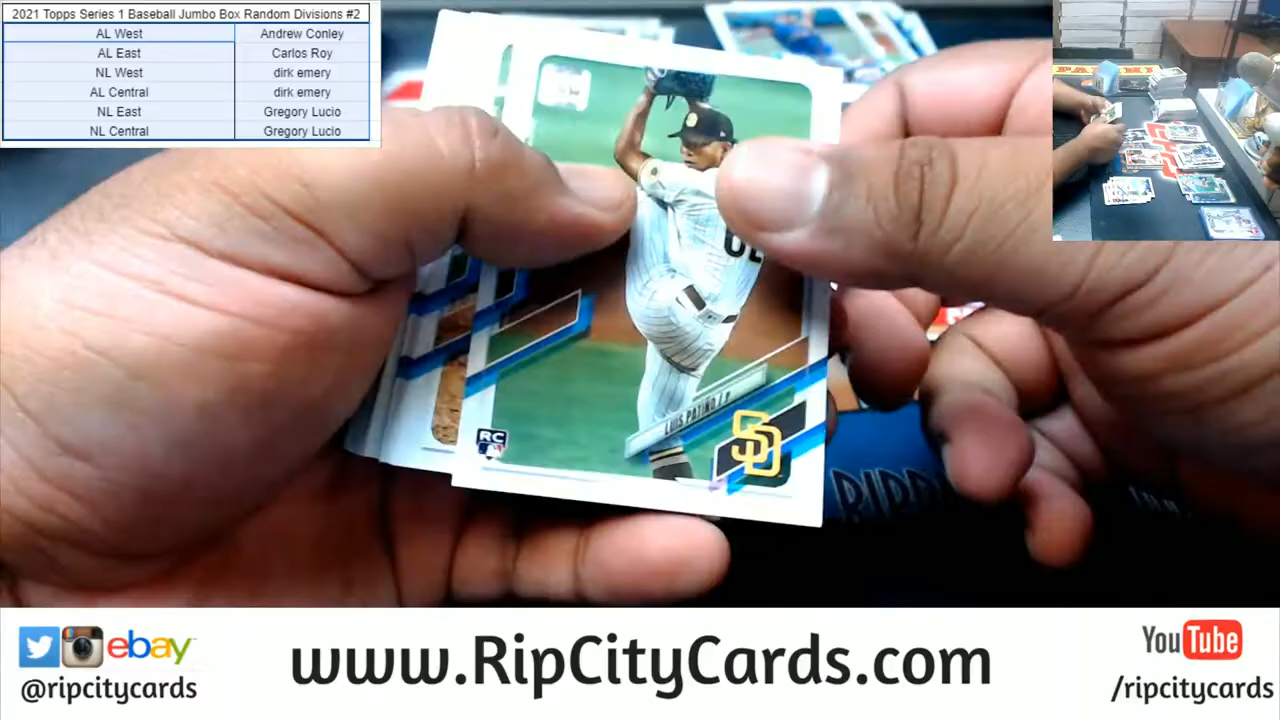 2021 Topps Series 1 Baseball Jumbo Box Random Divisions #2
AL West Andrew Conley
AL East Carlos Roy
NL West dirk emery
AL Central dirk emery
NL East Gregory Lucio
NL Central Gregory Lucio
LUIS PATIÑO / P
SD
RC
ebay
@ripcitycards
www.RipCityCards.com
YouTube
/ripcitycards